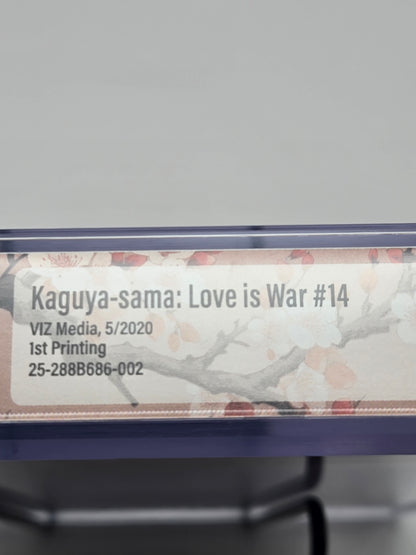 Kaguya-sama: Love is War #14
VIZ Media, 5/2020
1st Printing
25-288B686-002